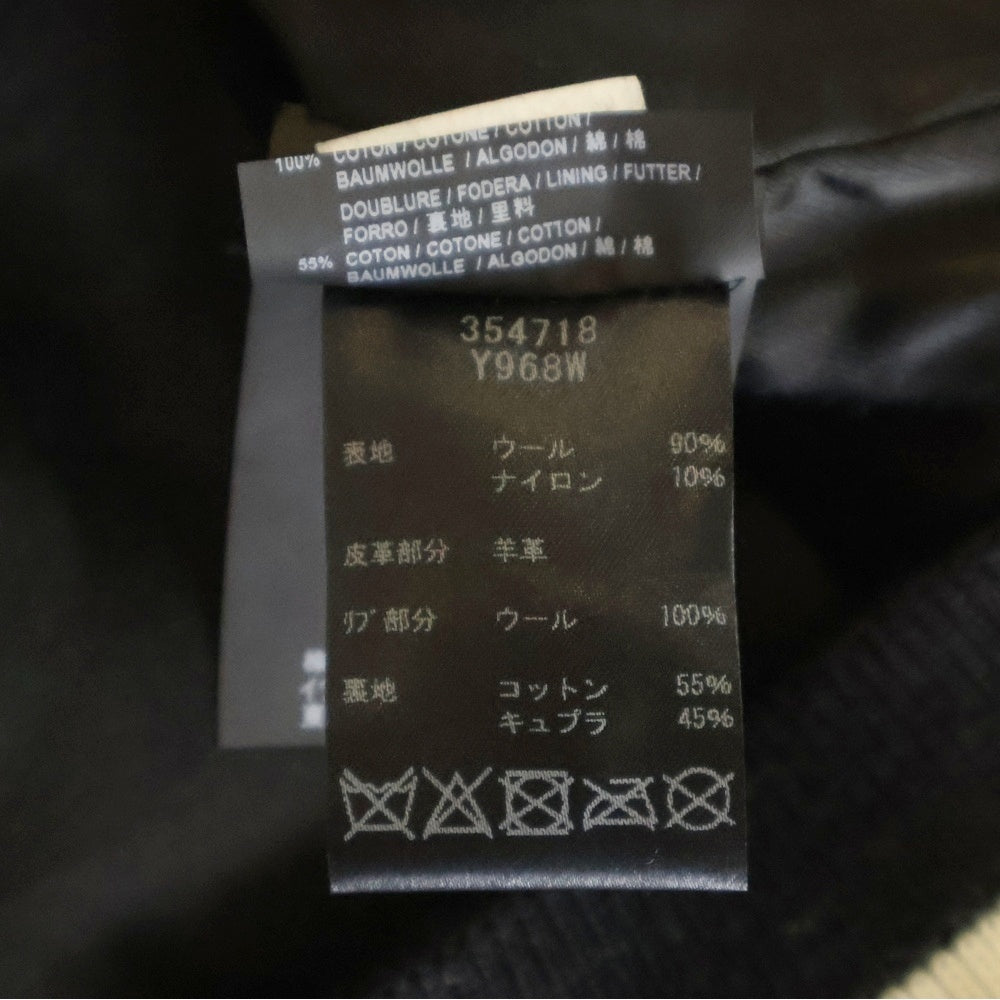 100% COTON / COTONE / COTTON /
BAUMWOLLE / ALGODON / 綿 / 棉
DOUBLURE / FODERA / LINING / FUTTER /
FORRO / 裏地 / 里料
55% COTON / COTONE / COTTON /
BAUMWOLLE / ALGODON / 綿 / 棉
354718
Y968W
表地 ウール 90%
ナイロン 10%
皮革部分 羊革
リブ部分 ウール 100%
裏地 コットン 55%
キュプラ 45%